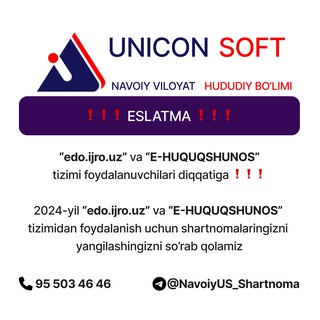 UNICON SOFT
NAVOIY VILOYAT HUDUDIY BO‘LIMI
❗❗❗ ESLATMA ❗❗❗
“edo.ijro.uz” va “E-HUQUQSHUNOS”
tizimi foydalanuvchilari diqqatiga ❗❗❗
2024-yil “edo.ijro.uz” va “E-HUQUQSHUNOS”
tizimidan foydalanish uchun shartnomalaringizni
yangilashingizni so‘rab qolamiz
95 503 46 46 @NavoiyUS_Shartnoma